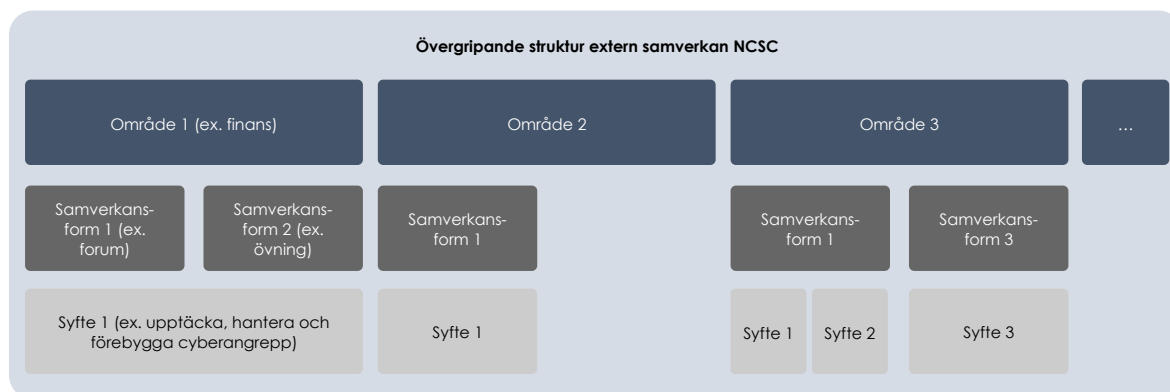 Övergripande struktur extern samverkan NCSC
Område 1 (ex. finans)
Område 2
Område 3
...
Samverkans-
form 1 (ex.
forum)
Samverkans-
form 2 (ex.
övning)
Samverkans-
form 1
Samverkans-
form 1
Samverkans-
form 3
Syfte 1 (ex. upptäcka, hantera och
förebygga cyberangrepp)
Syfte 1
Syfte 1
Syfte 2
Syfte 3